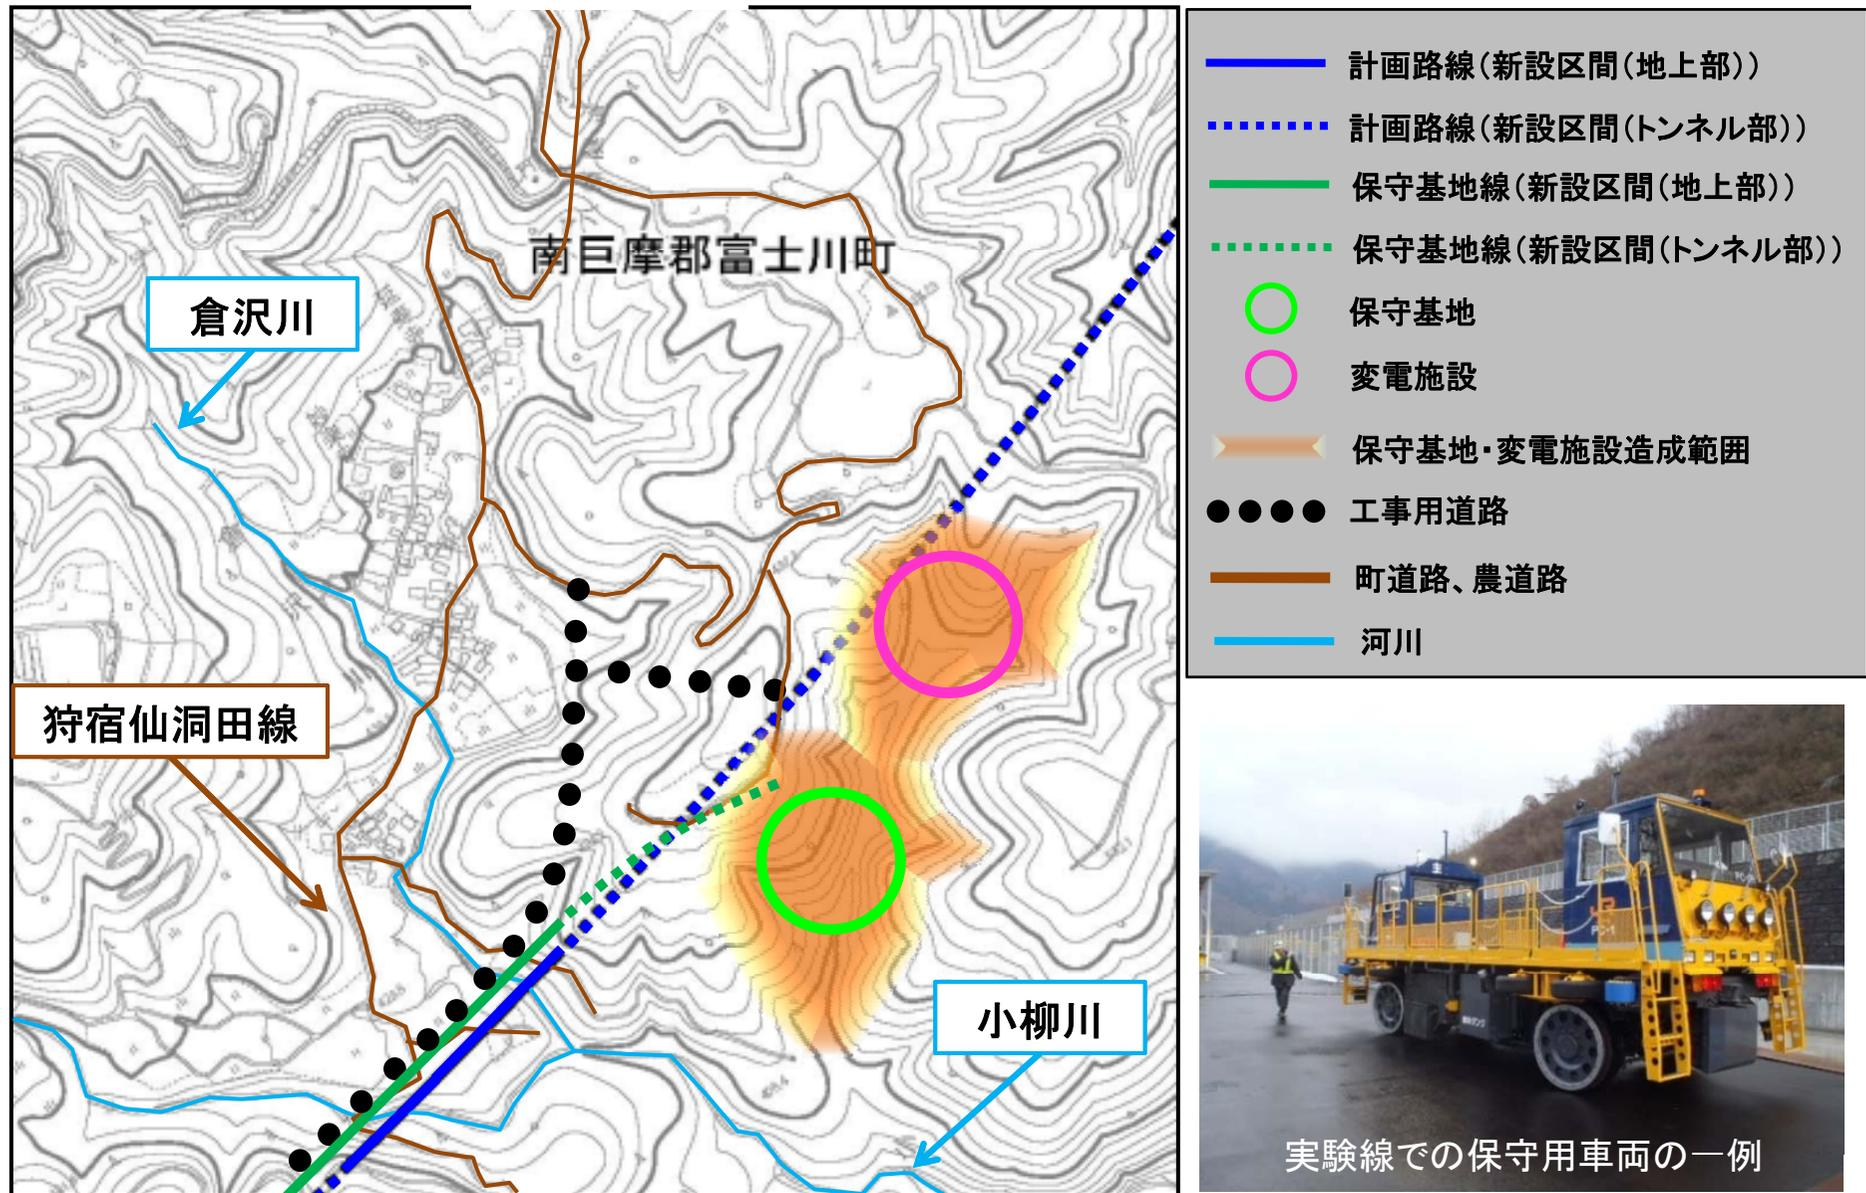 南巨摩郡富士川町
倉沢川
狩宿仙洞田線
小柳川
計画路線（新設区間（地上部））
計画路線（新設区間（トンネル部））
保守基地線（新設区間（地上部））
保守基地線（新設区間（トンネル部））
保守基地
変電施設
保守基地・変電施設造成範囲
工事用道路
町道路、農道路
河川
実験線での保守用車両の一例